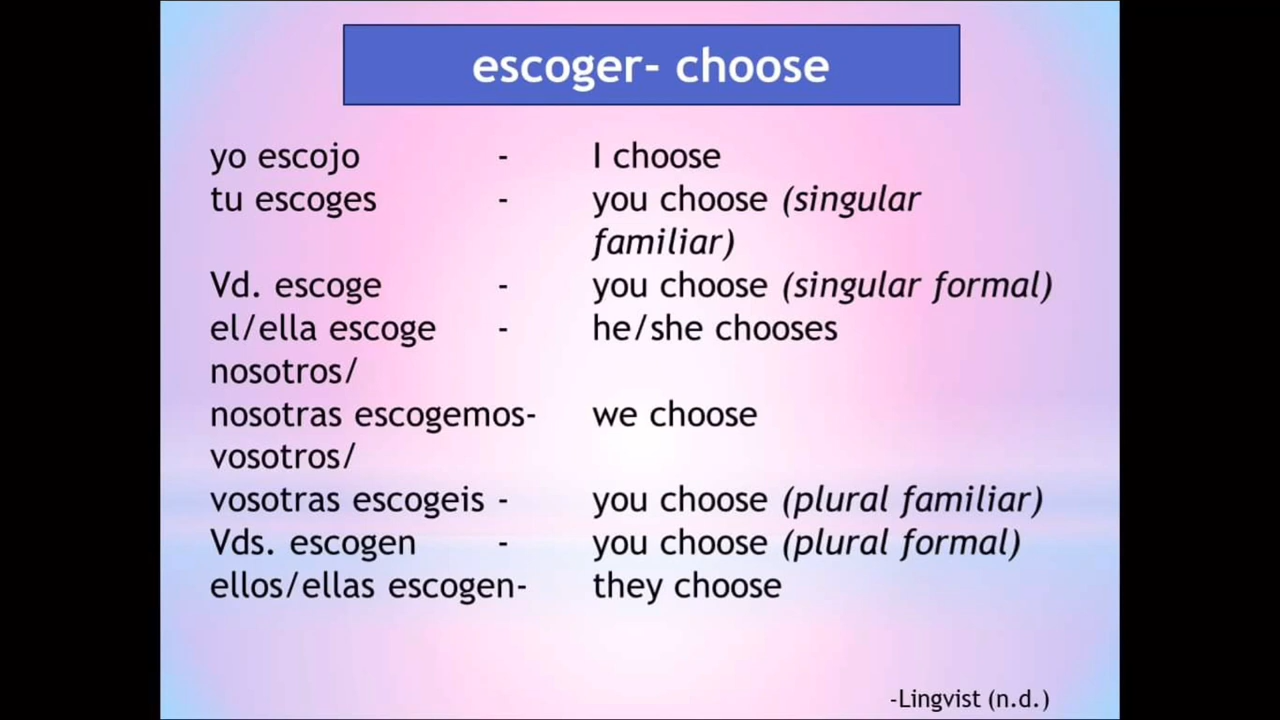 escoger- choose
yo escojo - I choose
tu escoges - you choose (singular
familiar)
Vd. escoge - you choose (singular formal)
el/ella escoge - he/she chooses
nosotros/
nosotras escogemos- we choose
vosotros/
vosotras escogeis - you choose (plural familiar)
Vds. escogen - you choose (plural formal)
ellos/ellas escogen- they choose
-Lingvist (n.d.)